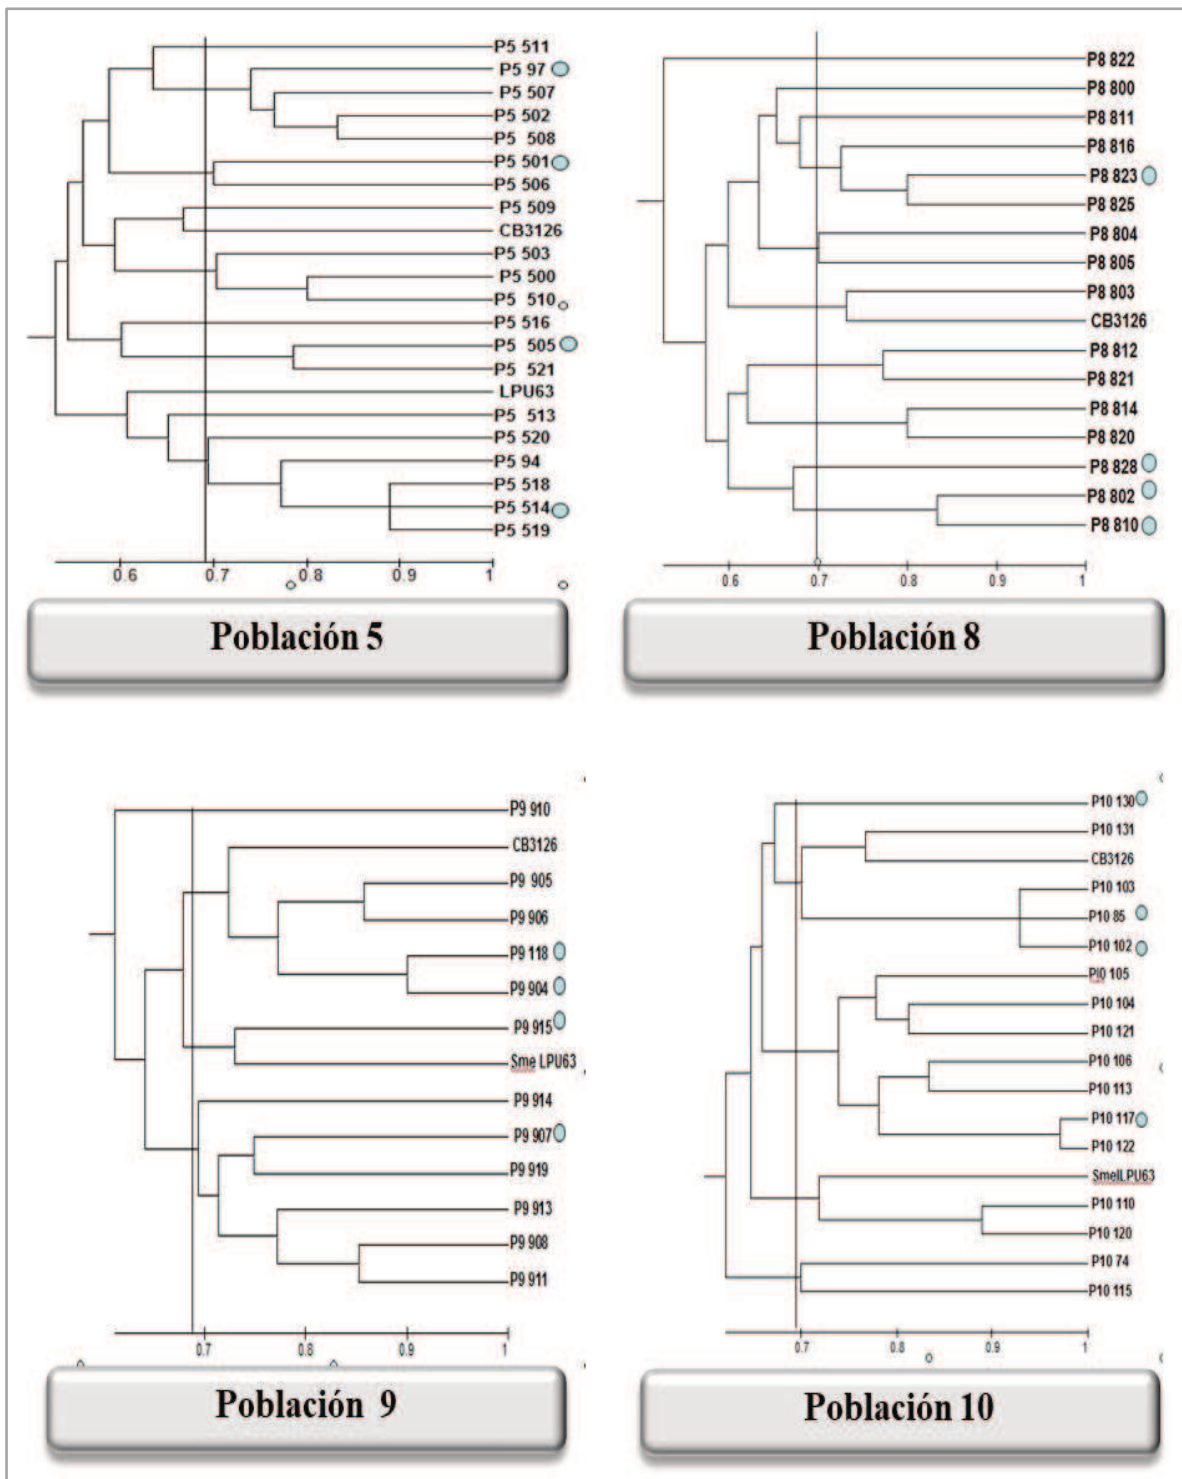 P5 511
P5 97
P5 507
P5 502
P5 508
P5 501
P5 506
P5 509
CB3126
P5 503
P5 500
P5 510
P5 516
P5 505
P5 521
LPU63
P5 513
P5 520
P5 94
P5 518
P5 514
P5 519
0.6 0.7 0.8 0.9 1
Población 5
P8 822
P8 800
P8 811
P8 816
P8 823
P8 825
P8 804
P8 805
P8 803
CB3126
P8 812
P8 821
P8 814
P8 820
P8 828
P8 802
P8 810
0.6 0.7 0.8 0.9 1
Población 8
P9 910
CB3126
P9 905
P9 906
P9 118
P9 904
P9 915
Sme LPU63
P9 914
P9 907
P9 919
P9 913
P9 908
P9 911
0.7 0.8 0.9 1
Población 9
P10 130
P10 131
CB3126
P10 103
P10 85
P10 102
Pl0 105
P10 104
P10 121
P10 106
P10 113
P10 117
P10 122
SmelLPU63
P10 110
P10 120
P10 74
P10 115
0.7 0.8 0.9 1
Población 10